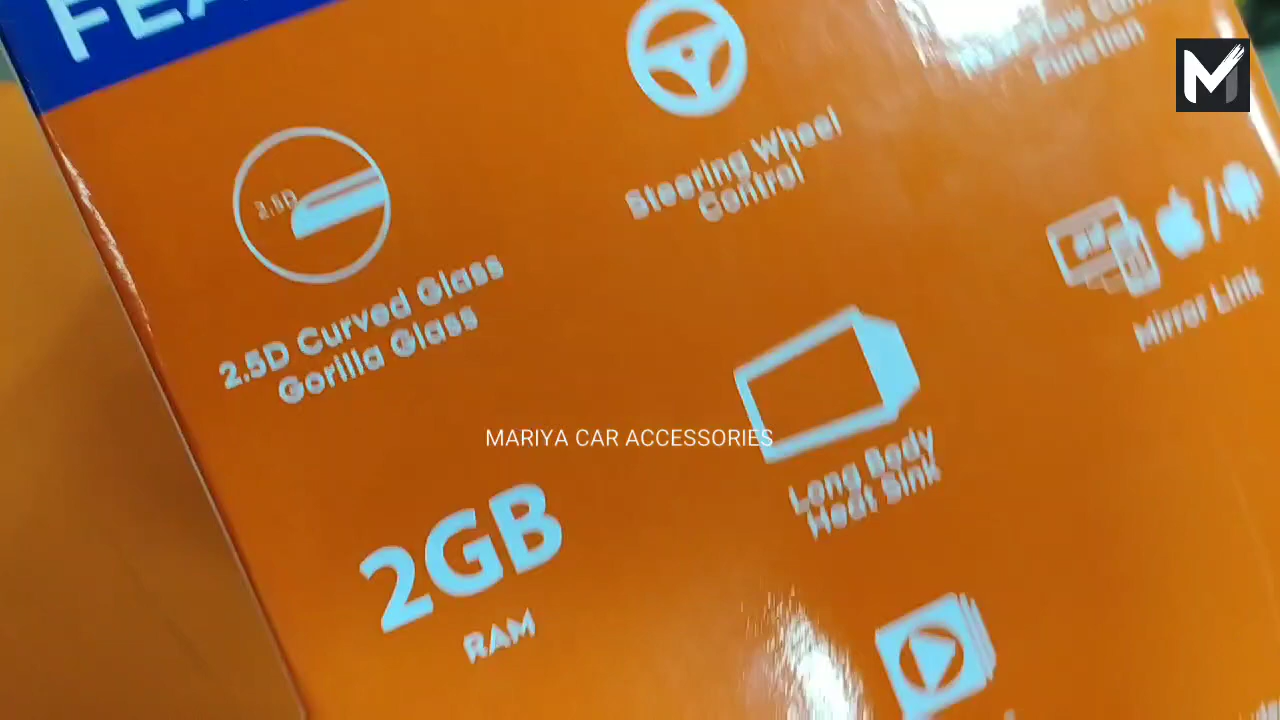 FEA
Steering Wheel
Control
Function
2.5D
2.5D Curved Glass
Gorilla Glass
Mirror Link
Long Body
Heat Sink
MARIYA CAR ACCESSORIES
2GB
RAM